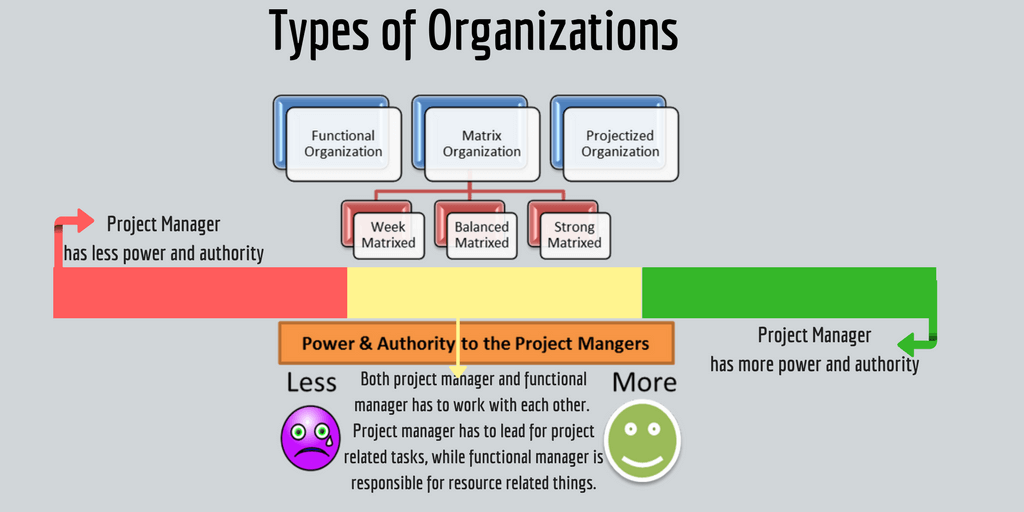 Types of Organizations
Functional
Organization
Matrix
Organization
Projectized
Organization
Week
Matrixed
Balanced
Matrixed
Strong
Matrixed
Project Manager
has less power and authority
Power & Authority to the Project Mangers
Project Manager
has more power and authority
Less
More
Both project manager and functional
manager has to work with each other.
Project manager has to lead for project
related tasks, while functional manager is
responsible for resource related things.